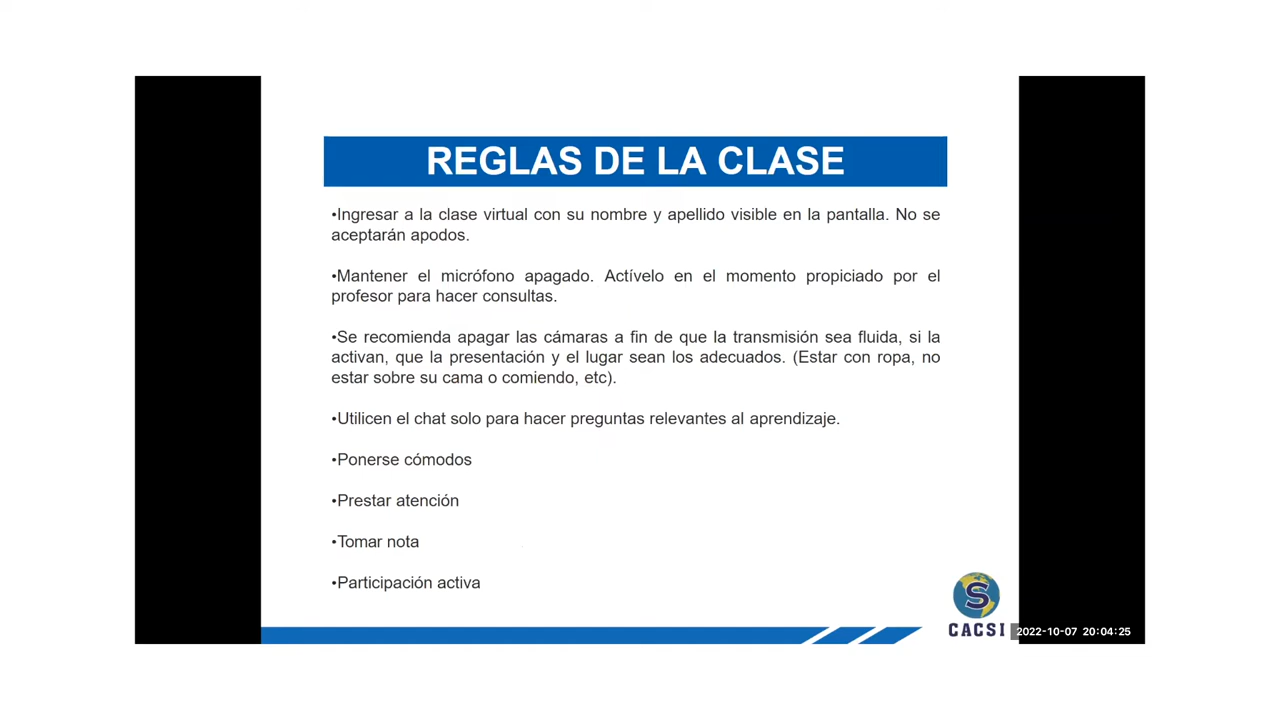 REGLAS DE LA CLASE
•Ingresar a la clase virtual con su nombre y apellido visible en la pantalla. No se
aceptarán apodos.
•Mantener el micrófono apagado. Actívelo en el momento propiciado por el
profesor para hacer consultas.
•Se recomienda apagar las cámaras a fin de que la transmisión sea fluida, si la
activan, que la presentación y el lugar sean los adecuados. (Estar con ropa, no
estar sobre su cama o comiendo, etc).
•Utilicen el chat solo para hacer preguntas relevantes al aprendizaje.
•Ponerse cómodos
•Prestar atención
•Tomar nota
•Participación activa
S
CACSI
2022-10-07 20:04:25